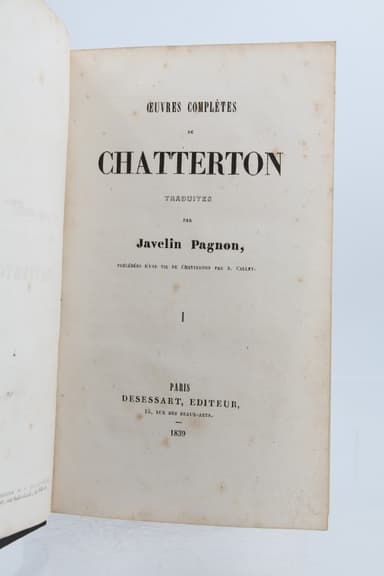 ŒUVRES COMPLÈTES
DE
CHATTERTON
TRADUITES
PAR
Javelin Pagnon,
PRÉCÉDÉES D'UNE VIE DE CHATTERTON PAR A. CALLET.
I
PARIS
DESESSART, EDITEUR,
15, RUE DES BEAUX-ARTS.
1839